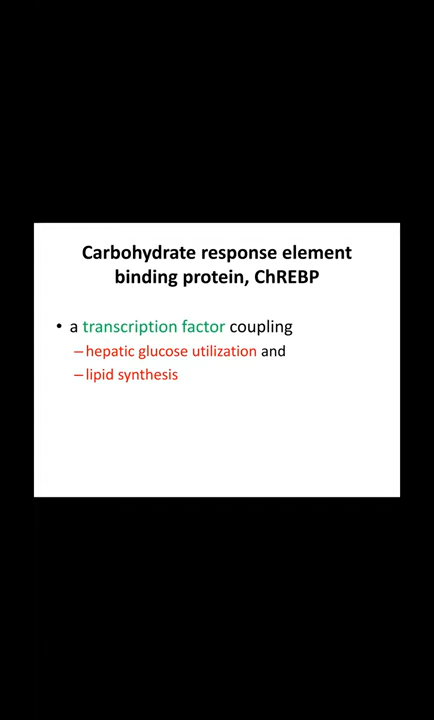 Carbohydrate response element
binding protein, ChREBP
• a transcription factor coupling
–hepatic glucose utilization and
–lipid synthesis